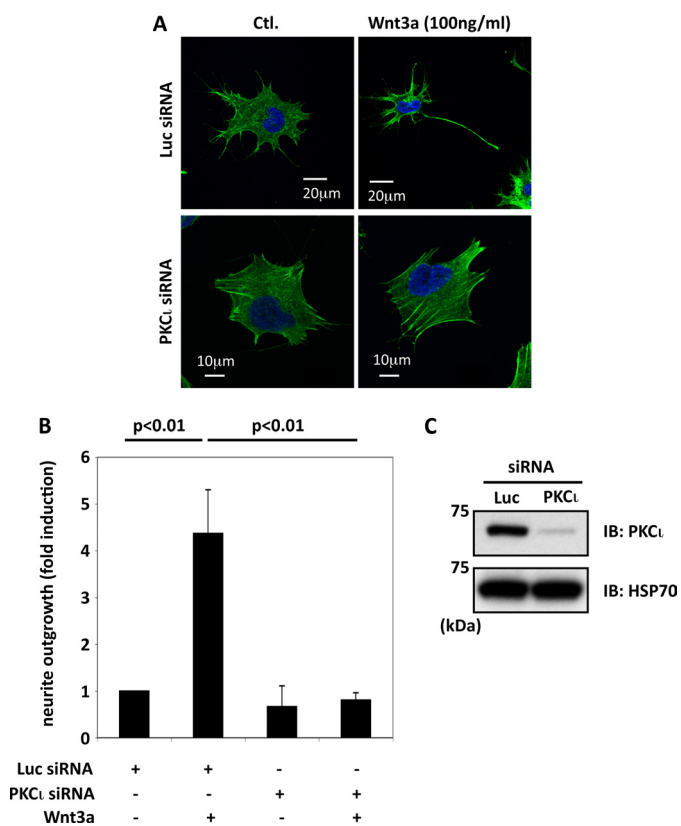 A
Ctl.
Wnt3a (100ng/ml)
Luc siRNA
20μm
20μm
PKCι siRNA
10μm
10μm
B
p<0.01
p<0.01
neurite outgrowth (fold induction)
6
5
4
3
2
1
0
Luc siRNA + + - -
PKCι siRNA - - + +
Wnt3a - + - +
C
siRNA
Luc PKCι
75
IB: PKCι
75
IB: HSP70
(kDa)